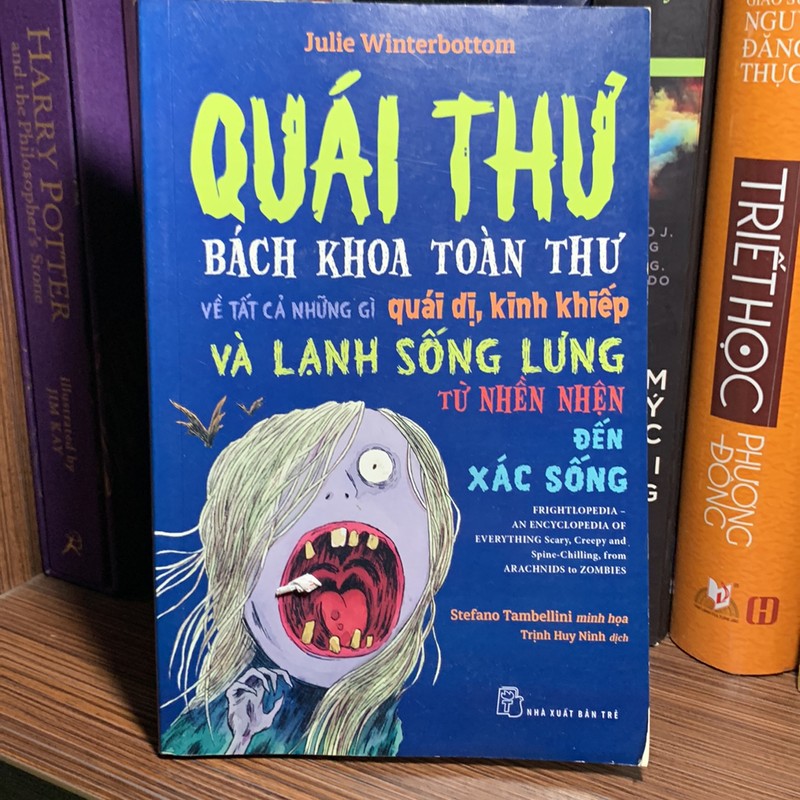 Julie Winterbottom
QUÁI THƯ
BÁCH KHOA TOÀN THƯ
VỀ TẤT CẢ NHỮNG GÌ quái dị, kinh khiếp
VÀ LẠNH SỐNG LƯNG
TỪ NHỀN NHỆN
ĐẾN
XÁC SỐNG
FRIGHTLOPEDIA –
AN ENCYCLOPEDIA OF
EVERYTHING Scary, Creepy and
Spine-Chilling, from
ARACHNIDS to ZOMBIES
Stefano Tambellini minh họa
Trịnh Huy Ninh dịch
NHÀ XUẤT BẢN TRẺ
HARRY POTTER
and the Philosopher's Stone
Illustrated by
JIM KAY
NGU
ĐĂNG
THỤC
TRIẾT HỌC
PHƯƠNG
ĐÔNG
H